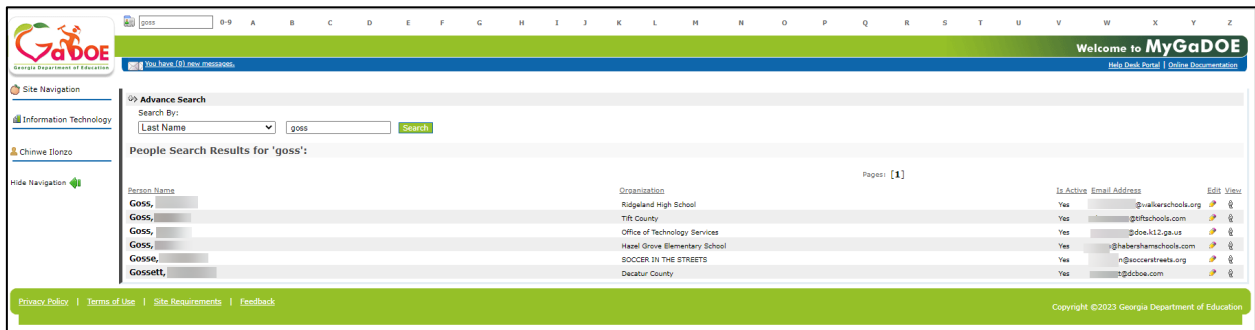 goss 0-9 A B C D E F G H I J K L M N O P Q R S T U V W X Y Z
GaDOE
Georgia Department of Education
Welcome to MyGaDOE
You have (0) new messages.
Help Desk Portal | Online Documentation
Site Navigation
Information Technology
Chinwe Ilonzo
Hide Navigation
Advance Search
Search By:
Last Name goss Search
People Search Results for 'goss':
Pages: [1]
Person Name Organization Is Active Email Address Edit View
Goss, Ridgeland High School Yes @walkerschools.org
Goss, Tift County Yes @tiftschools.com
Goss, Office of Technology Services Yes @doe.k12.ga.us
Goss, Hazel Grove Elementary School Yes @habershamschools.com
Gosse, SOCCER IN THE STREETS Yes n@soccerstreets.org
Gossett, Decatur County Yes t@dcboe.com
Privacy Policy | Terms of Use | Site Requirements | Feedback
Copyright ©2023 Georgia Department of Education